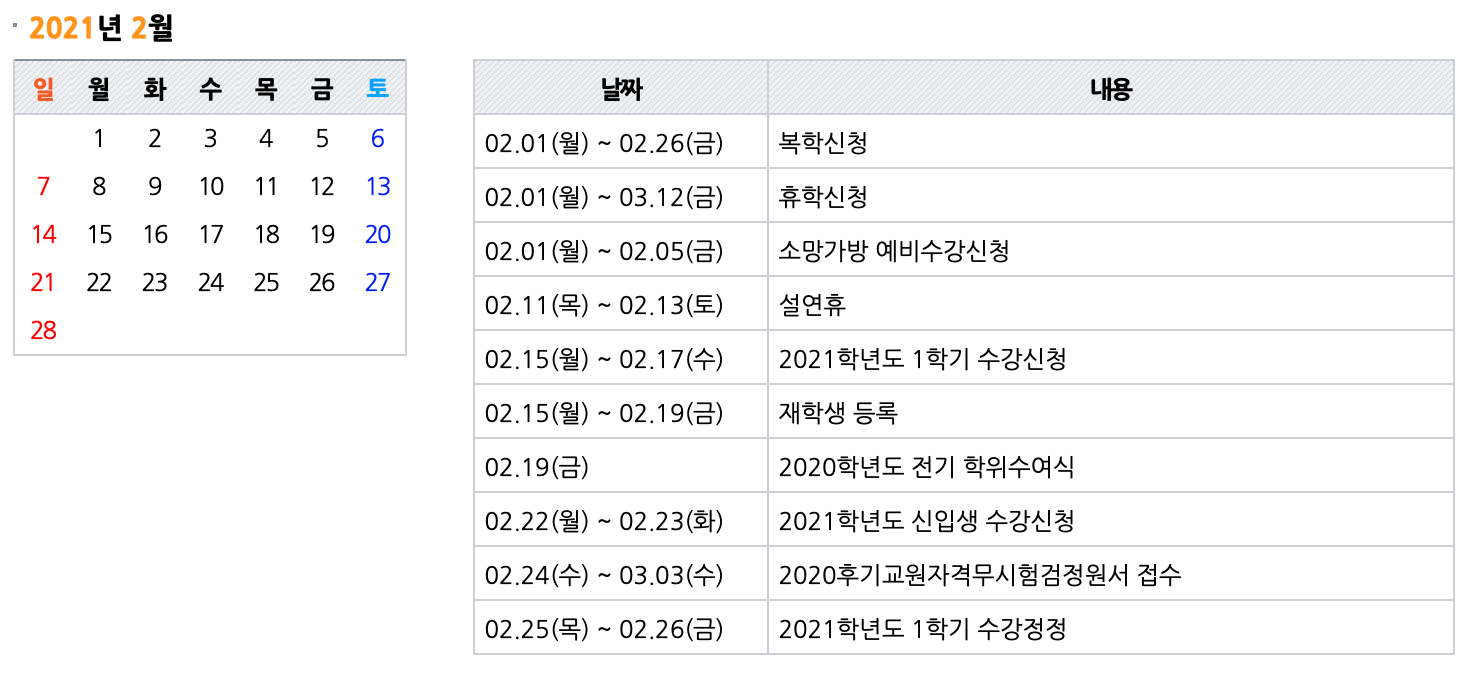 2021년 2월
일 월 화 수 목 금 토
1 2 3 4 5 6
7 8 9 10 11 12 13
14 15 16 17 18 19 20
21 22 23 24 25 26 27
28
날짜 내용
02.01(월) ~ 02.26(금) 복학신청
02.01(월) ~ 03.12(금) 휴학신청
02.01(월) ~ 02.05(금) 소망가방 예비수강신청
02.11(목) ~ 02.13(토) 설연휴
02.15(월) ~ 02.17(수) 2021학년도 1학기 수강신청
02.15(월) ~ 02.19(금) 재학생 등록
02.19(금) 2020학년도 전기 학위수여식
02.22(월) ~ 02.23(화) 2021학년도 신입생 수강신청
02.24(수) ~ 03.03(수) 2020후기교원자격무시험검정원서 접수
02.25(목) ~ 02.26(금) 2021학년도 1학기 수강정정